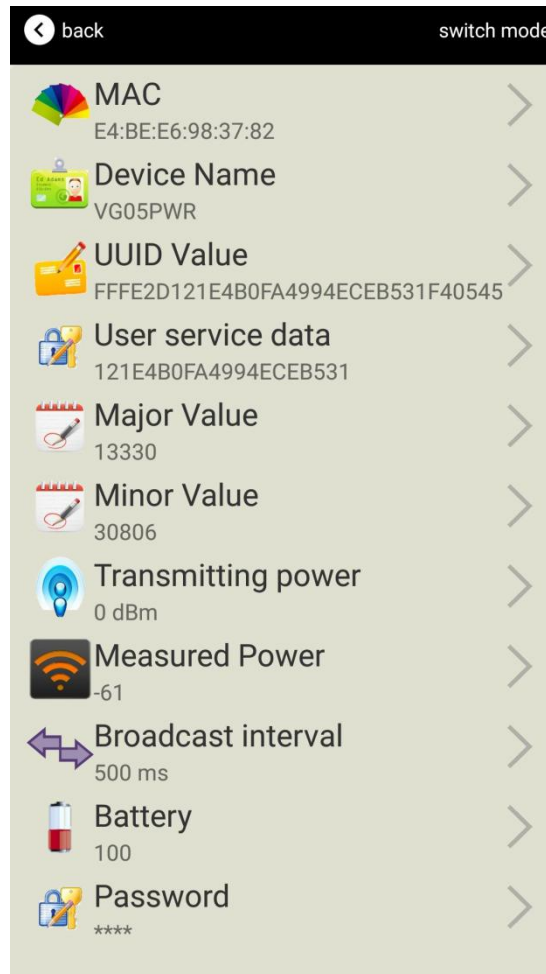 back
switch mode
MAC
E4:BE:E6:98:37:82
Device Name
VG05PWR
UUID Value
FFFE2D121E4B0FA4994ECEB531F40545
User service data
121E4B0FA4994ECEB531
Major Value
13330
Minor Value
30806
Transmitting power
0 dBm
Measured Power
-61
Broadcast interval
500 ms
Battery
100
Password
****